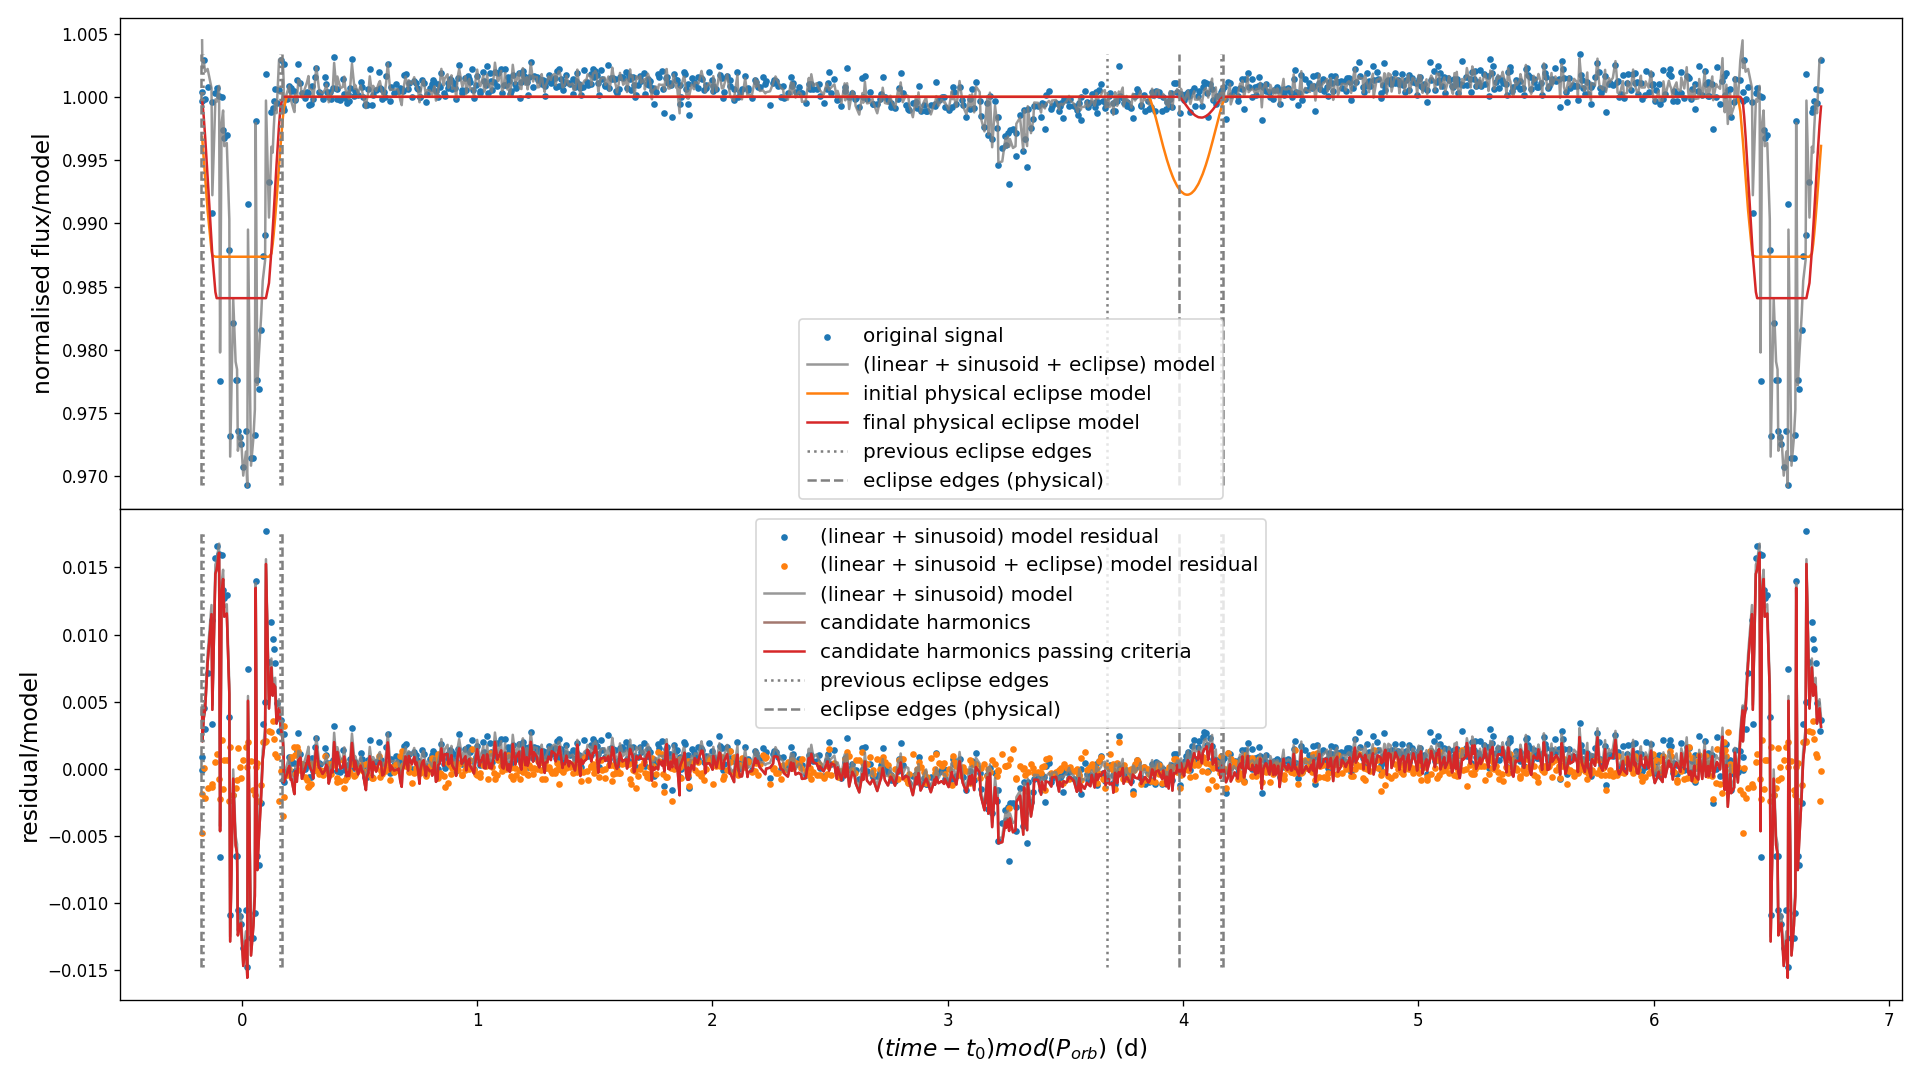 normalised flux/model
1.005
1.000
0.995
0.990
0.985
0.980
0.975
0.970
original signal
(linear + sinusoid + eclipse) model
initial physical eclipse model
final physical eclipse model
previous eclipse edges
eclipse edges (physical)
residual/model
0.015
0.010
0.005
0.000
−0.005
−0.010
−0.015
(linear + sinusoid) model residual
(linear + sinusoid + eclipse) model residual
(linear + sinusoid) model
candidate harmonics
candidate harmonics passing criteria
previous eclipse edges
eclipse edges (physical)
0 1 2 3 4 5 6 7
(time − t₀)mod(P_orb) (d)